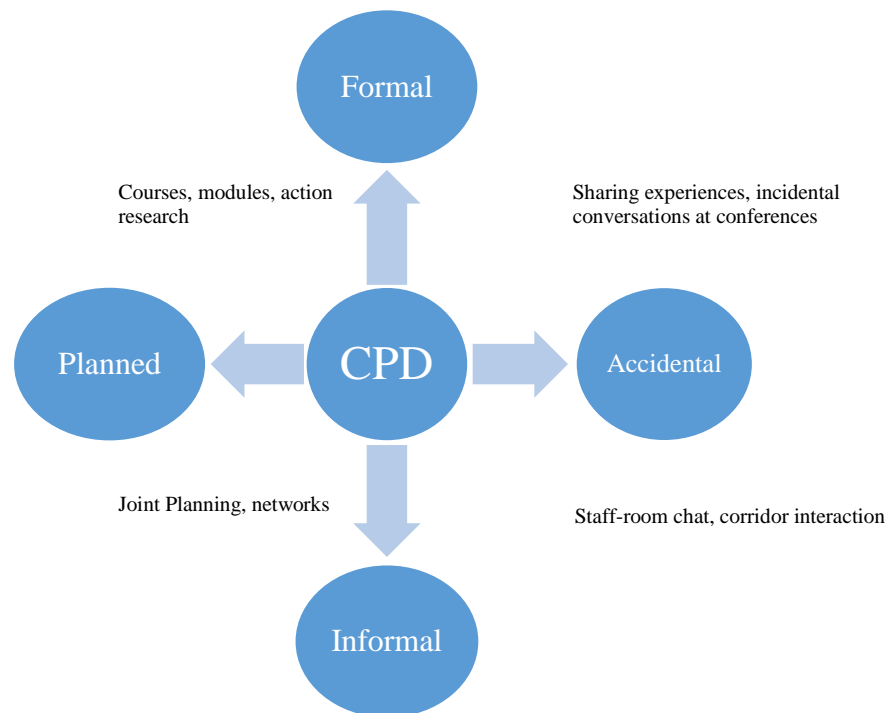 Formal
Courses, modules, action
research
Sharing experiences, incidental
conversations at conferences
Planned
CPD
Accidental
Joint Planning, networks
Staff-room chat, corridor interaction
Informal